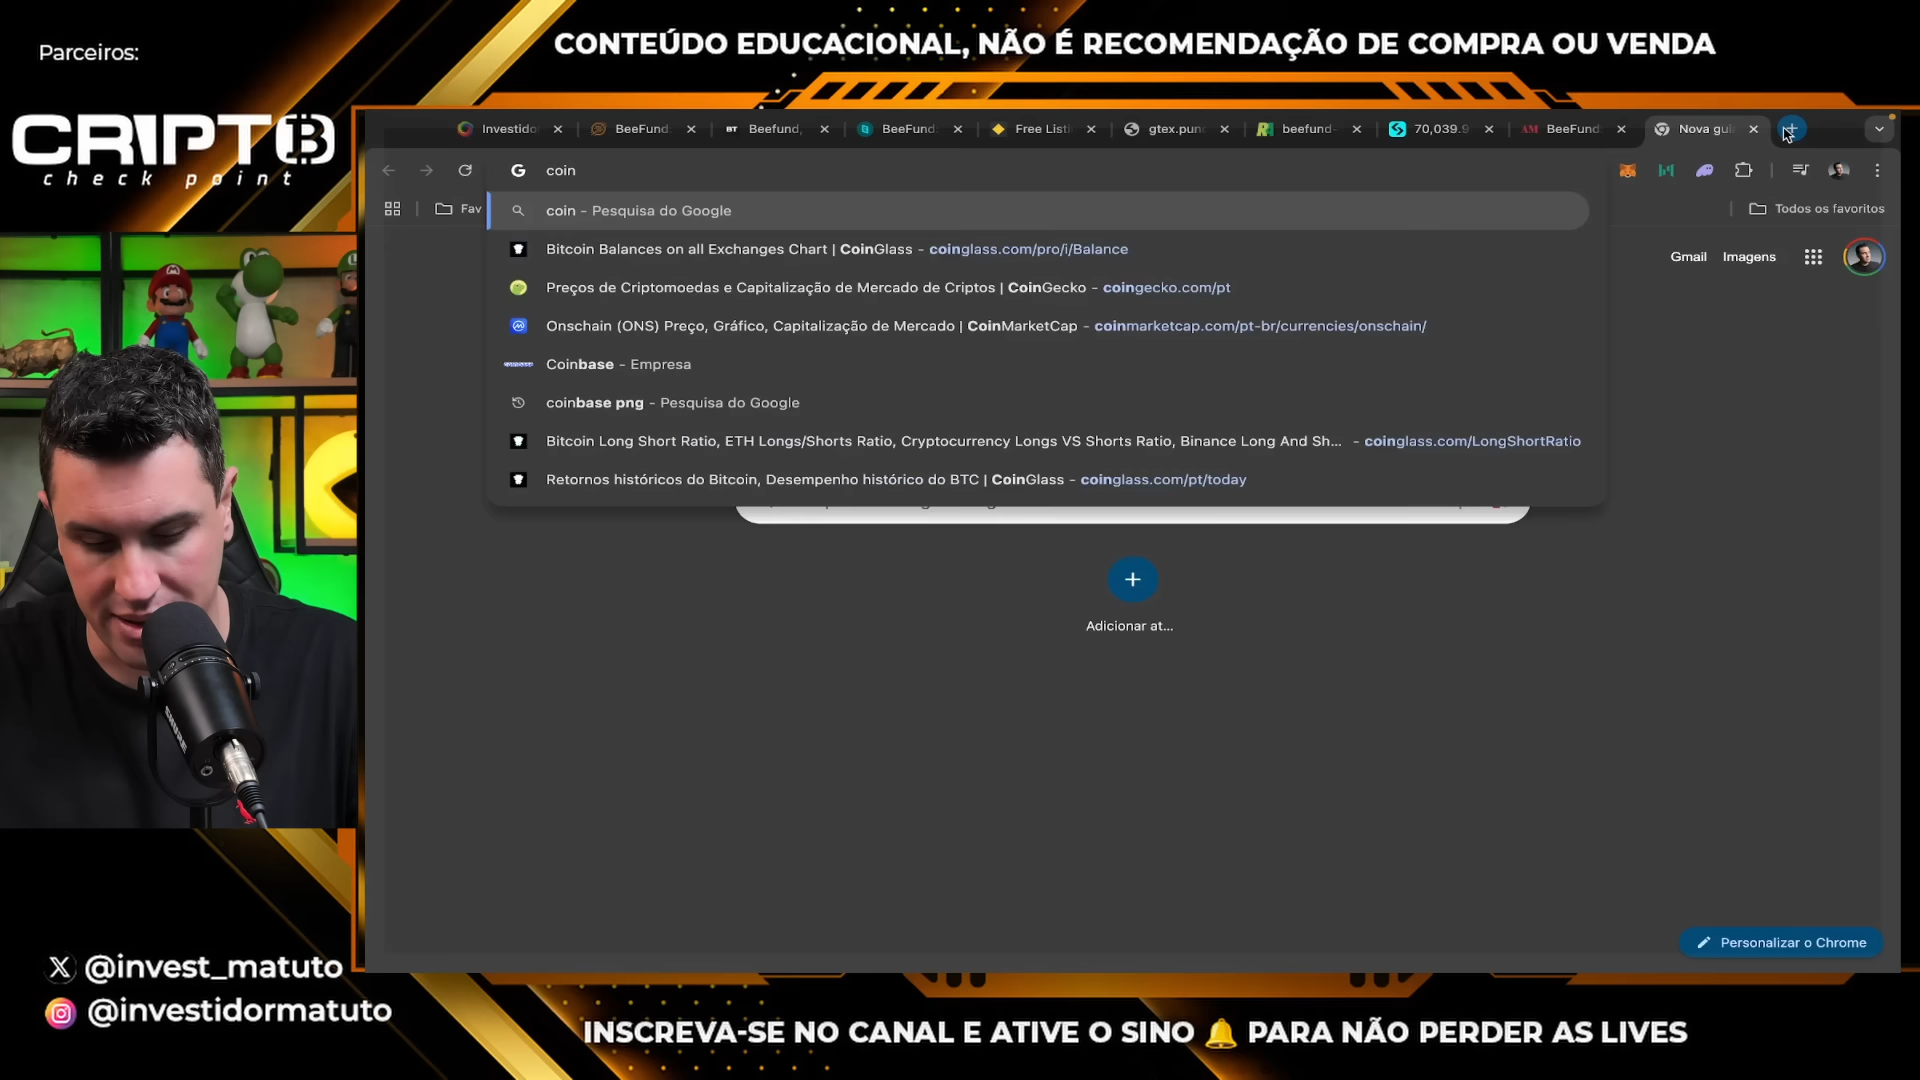 Parceiros:
CONTEÚDO EDUCACIONAL, NÃO É RECOMENDAÇÃO DE COMPRA OU VENDA
CRIPTO
check point
Investido
BeeFund
BT
Beefund,
BeeFund
Free Listi
gtex.pun
beefund-
70,039.9
AM
BeeFund
Nova gui
G
coin
Fav
Todos os favoritos
coin - Pesquisa do Google
Bitcoin Balances on all Exchanges Chart | CoinGlass - coinglass.com/pro/i/Balance
Gmail Imagens
Preços de Criptomoedas e Capitalização de Mercado de Criptos | CoinGecko - coingecko.com/pt
Onschain (ONS) Preço, Gráfico, Capitalização de Mercado | CoinMarketCap - coinmarketcap.com/pt-br/currencies/onschain/
Coinbase - Empresa
coinbase png - Pesquisa do Google
Bitcoin Long Short Ratio, ETH Longs/Shorts Ratio, Cryptocurrency Longs VS Shorts Ratio, Binance Long And Sh... - coinglass.com/LongShortRatio
Retornos históricos do Bitcoin, Desempenho histórico do BTC | CoinGlass - coinglass.com/pt/today
Adicionar at...
SHURE
Personalizar o Chrome
@invest_matuto
@investidormatuto
INSCREVA-SE NO CANAL E ATIVE O SINO 🔔 PARA NÃO PERDER AS LIVES